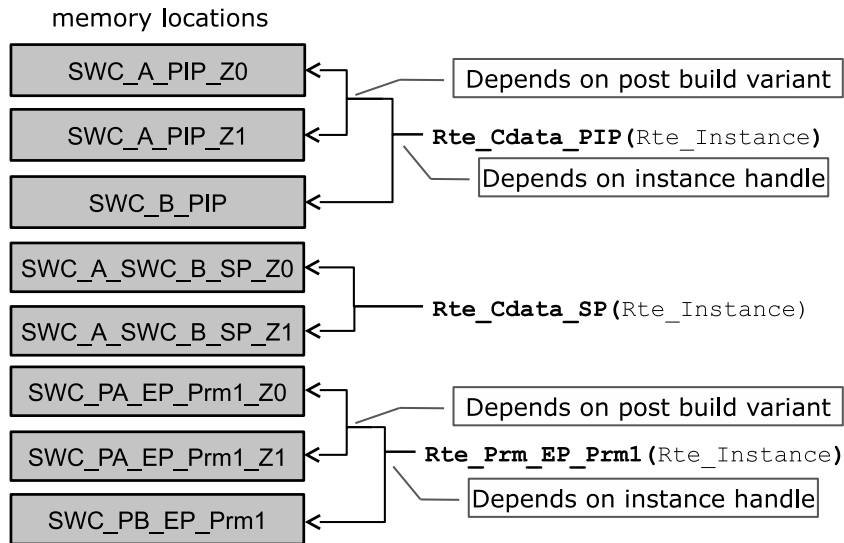 memory locations
SWC_A_PIP_Z0
Depends on post build variant
SWC_A_PIP_Z1
Rte_Cdata_PIP(Rte_Instance)
Depends on instance handle
SWC_B_PIP
SWC_A_SWC_B_SP_Z0
Rte_Cdata_SP(Rte_Instance)
SWC_A_SWC_B_SP_Z1
SWC_PA_EP_Prm1_Z0
Depends on post build variant
SWC_PA_EP_Prm1_Z1
Rte_Prm_EP_Prm1(Rte_Instance)
Depends on instance handle
SWC_PB_EP_Prm1